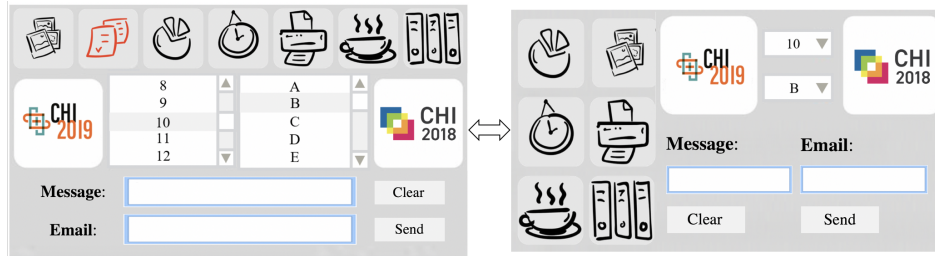 CHI
2019
8
9
10
11
12
A
B
C
D
E
CHI
2018
Message:
Clear
Email:
Send
CHI
2019
10
B
CHI
2018
Message:
Email:
Clear
Send